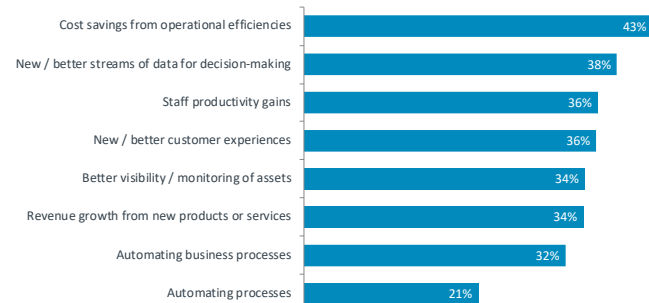 Cost savings from operational efficiencies 43%
New / better streams of data for decision-making 38%
Staff productivity gains 36%
New / better customer experiences 36%
Better visibility / monitoring of assets 34%
Revenue growth from new products or services 34%
Automating business processes 32%
Automating processes 21%